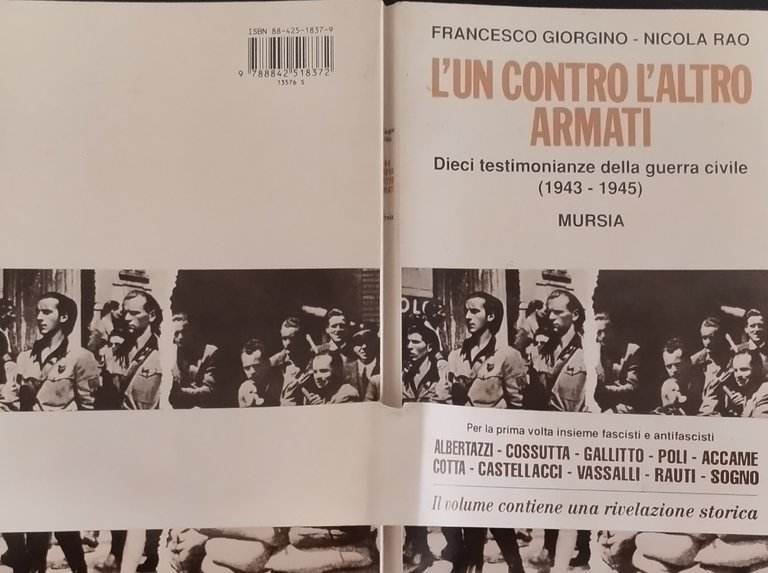 ISBN 88-425-1837-9
9 788842 518372
13576 S
FRANCESCO GIORGINO - NICOLA RAO
L'UN CONTRO L'ALTRO
ARMATI
Dieci testimonianze della guerra civile
(1943 - 1945)
MURSIA
Per la prima volta insieme fascisti e antifascisti
ALBERTAZZI - COSSUTTA - GALLITTO - POLI - ACCAME
COTTA - CASTELLACCI - VASSALLI - RAUTI - SOGNO
Il volume contiene una rivelazione storica